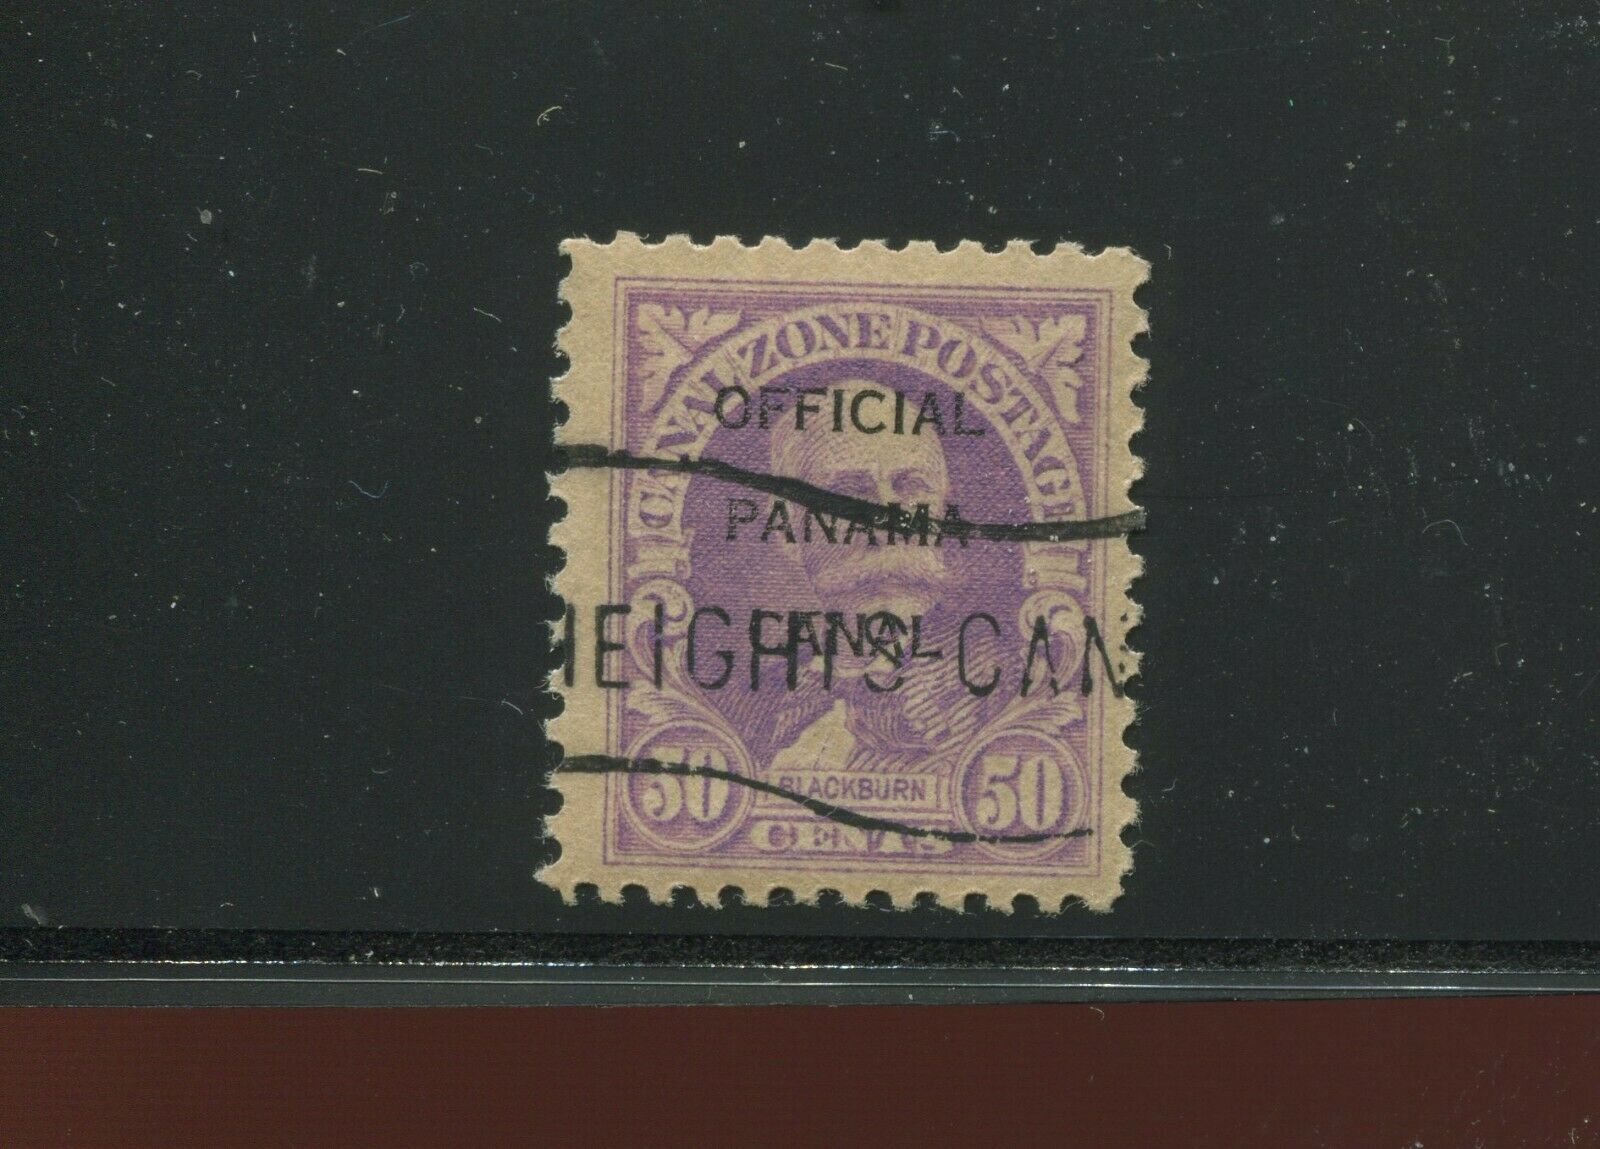 CANAL ZONE POSTAGE
OFFICIAL
PANAMA
CANAL
HEIGHTS CAN
50 BLACKBURN 50
CENTS